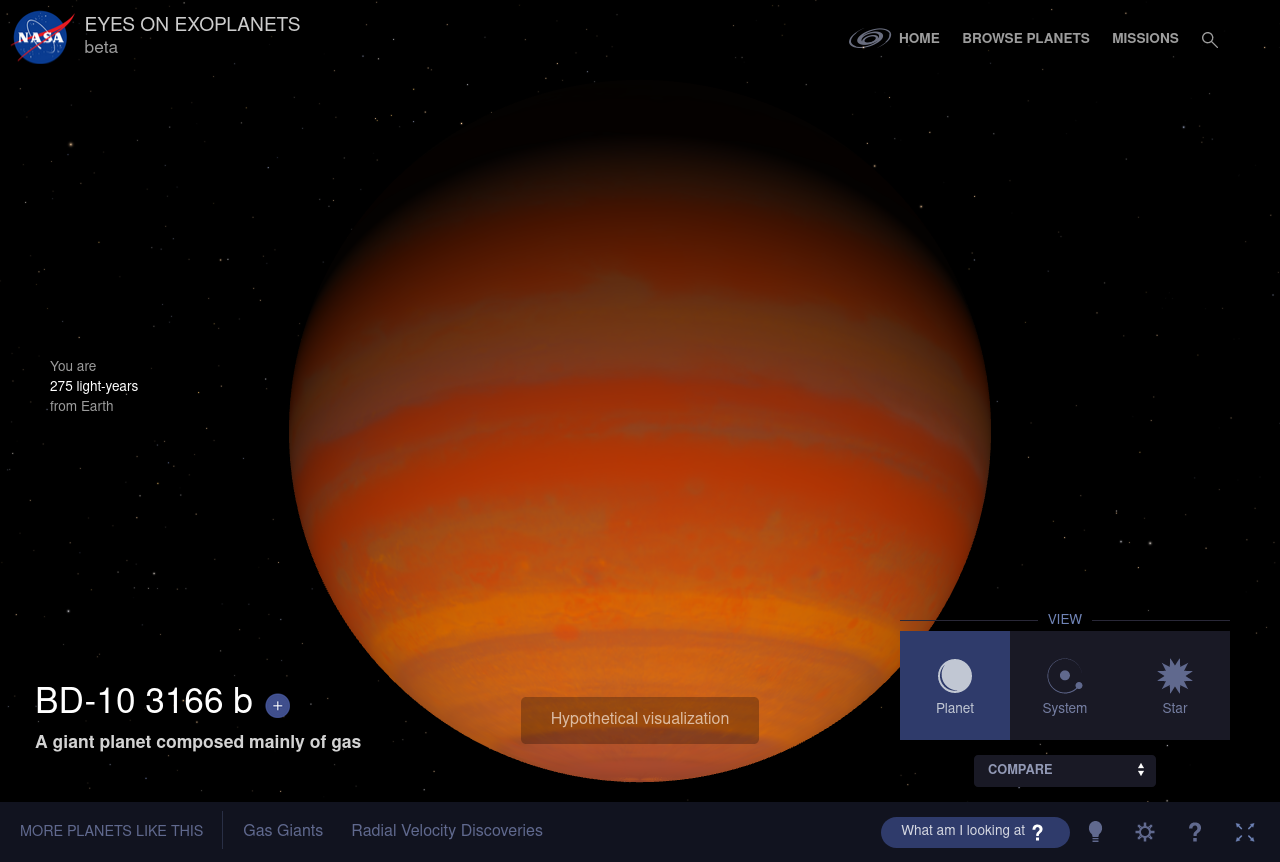 NASA
EYES ON EXOPLANETS
beta
HOME
BROWSE PLANETS
MISSIONS
You are
275 light-years
from Earth
VIEW
Planet
System
Star
BD-10 3166 b +
A giant planet composed mainly of gas
Hypothetical visualization
COMPARE
MORE PLANETS LIKE THIS
Gas Giants
Radial Velocity Discoveries
What am I looking at ?
?